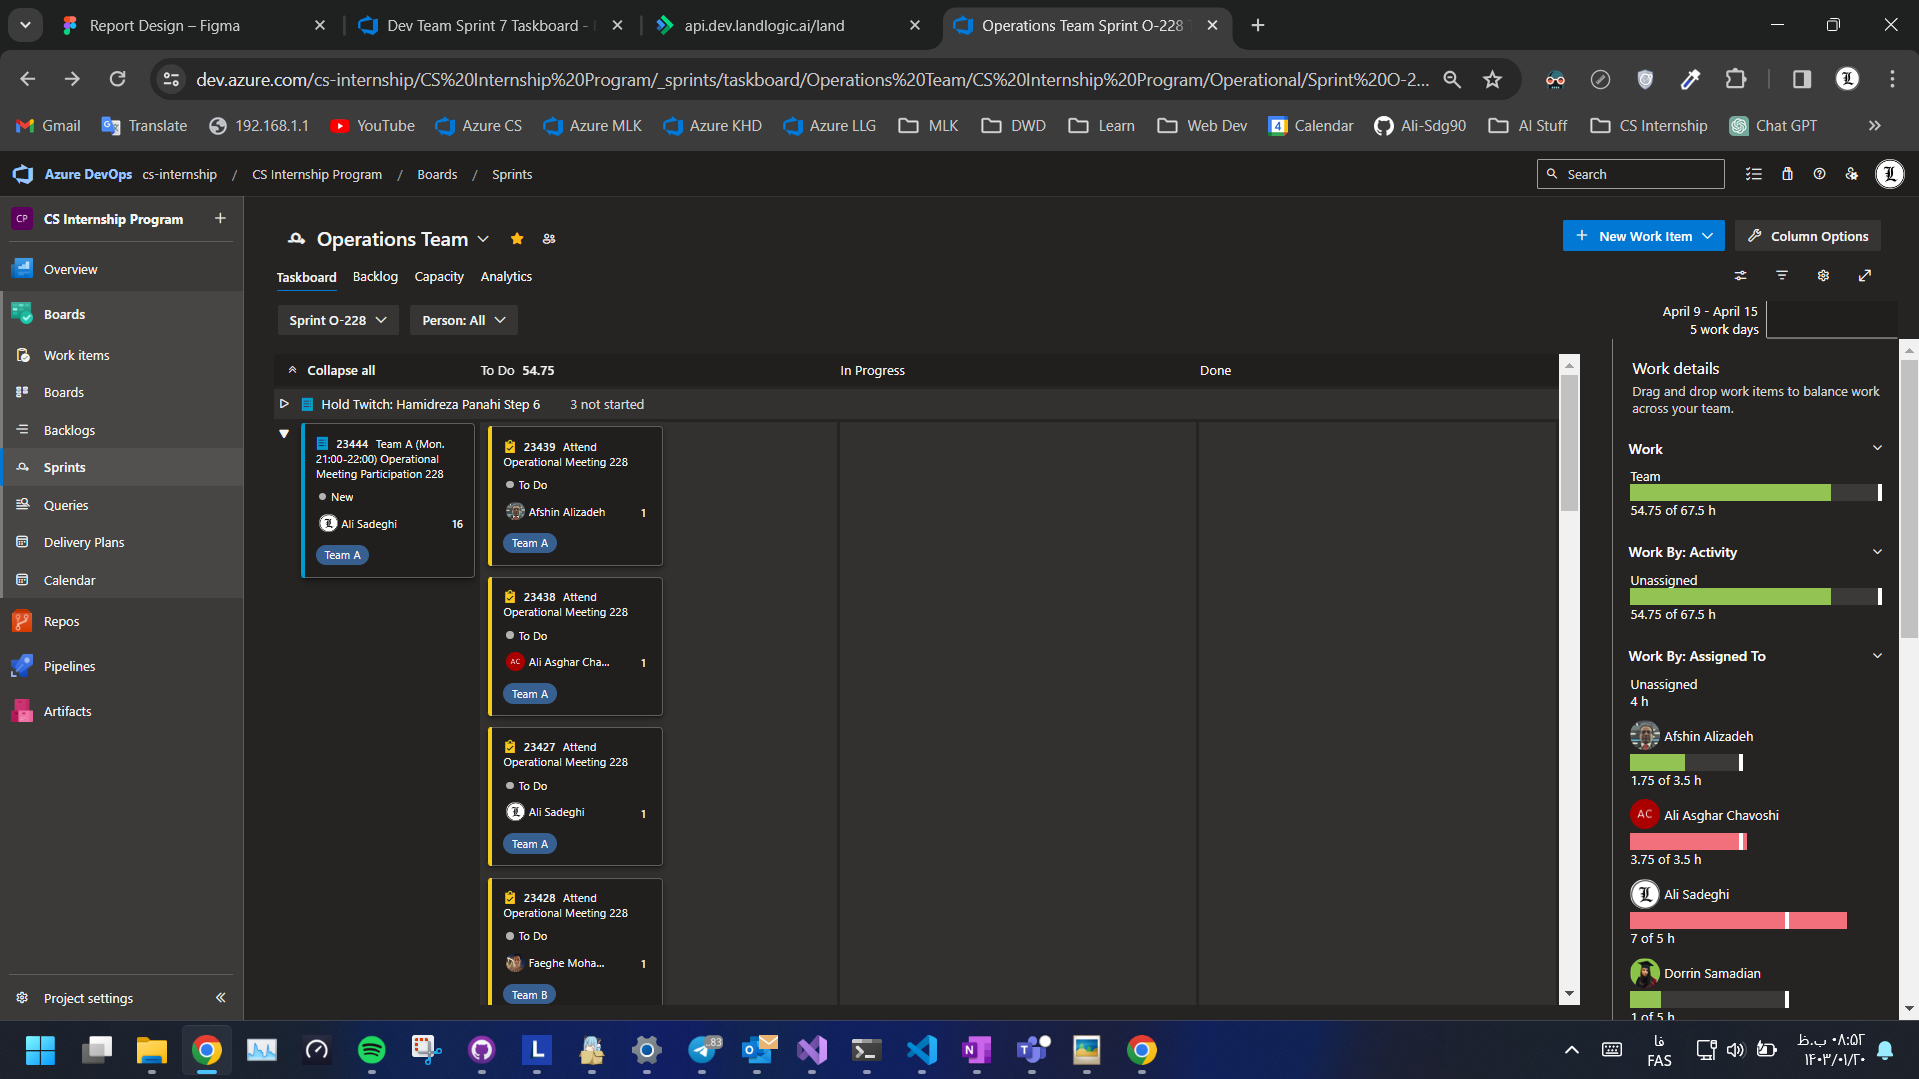 Report Design – Figma
Dev Team Sprint 7 Taskboard -
api.dev.landlogic.ai/land
Operations Team Sprint O-228
dev.azure.com/cs-internship/CS%20Internship%20Program/_sprints/taskboard/Operations%20Team/CS%20Internship%20Program/Operational/Sprint%20O-2...
Gmail
Translate
192.168.1.1
YouTube
Azure CS
Azure MLK
Azure KHD
Azure LLG
MLK
DWD
Learn
Web Dev
4
Calendar
Ali-Sdg90
AI Stuff
CS Internship
Chat GPT
Azure DevOps
cs-internship / CS Internship Program / Boards / Sprints
Search
CP
CS Internship Program
Overview
Boards
Work items
Boards
Backlogs
Sprints
Queries
Delivery Plans
Calendar
Repos
Pipelines
Artifacts
Project settings
Operations Team
New Work Item
Column Options
Taskboard
Backlog
Capacity
Analytics
Sprint O-228
Person: All
April 9 - April 15
5 work days
Collapse all
To Do 54.75
In Progress
Done
Hold Twitch: Hamidreza Panahi Step 6
3 not started
23444 Team A (Mon.
21:00-22:00) Operational
Meeting Participation 228
New
Ali Sadeghi
16
Team A
23439 Attend
Operational Meeting 228
To Do
Afshin Alizadeh
1
Team A
23438 Attend
Operational Meeting 228
To Do
AC
Ali Asghar Cha...
1
Team A
23427 Attend
Operational Meeting 228
To Do
Ali Sadeghi
1
Team A
23428 Attend
Operational Meeting 228
To Do
Faeghe Moha...
1
Team B
Work details
Drag and drop work items to balance work
across your team.
Work
Team
54.75 of 67.5 h
Work By: Activity
Unassigned
54.75 of 67.5 h
Work By: Assigned To
Unassigned
4 h
Afshin Alizadeh
1.75 of 3.5 h
AC
Ali Asghar Chavoshi
3.75 of 3.5 h
Ali Sadeghi
7 of 5 h
Dorrin Samadian
1 of 5 h
L
83
فا
FAS
۰۸:۵۲ ب.ظ
۱۴۰۳/۰۱/۲۰